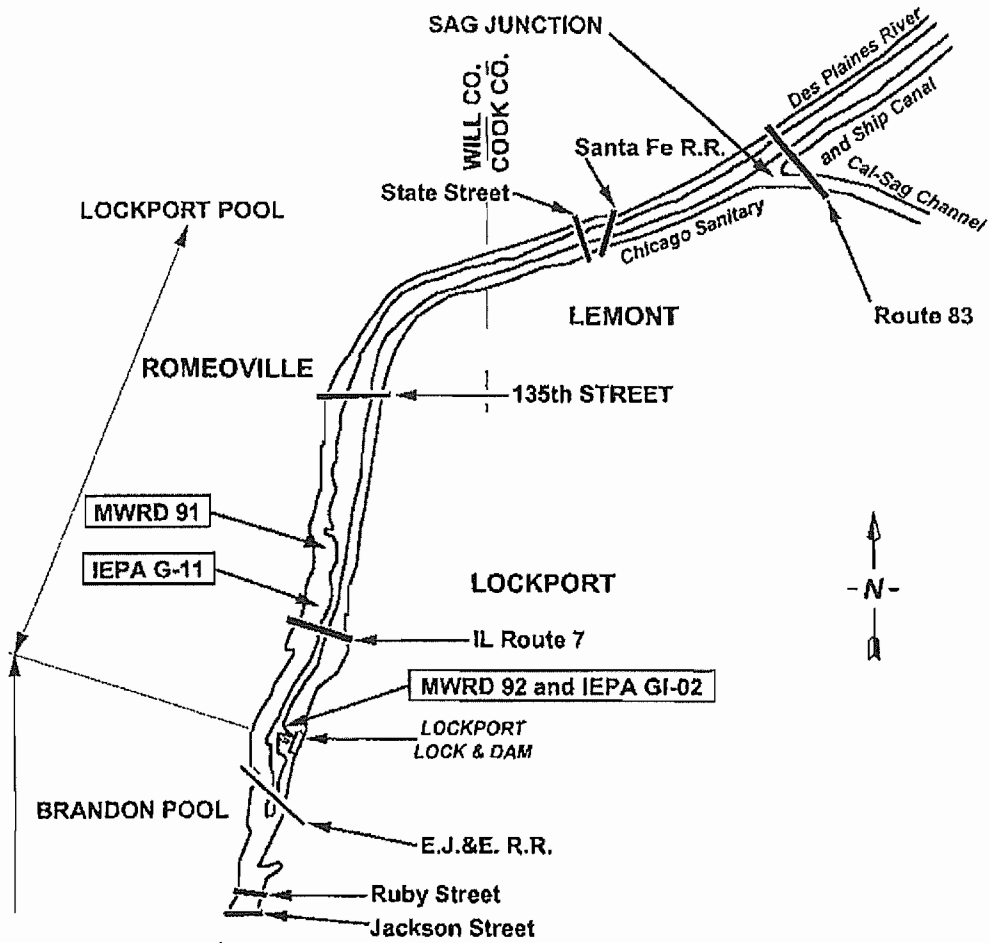 SAG JUNCTION
Des Plaines River
and Ship Canal
Cal-Sag Channel
WILL CO.
COOK CO.
Santa Fe R.R.
State Street
Chicago Sanitary
LOCKPORT POOL
LEMONT
Route 83
ROMEOVILLE
135th STREET
MWRD 91
IEPA G-11
LOCKPORT
-N-
IL Route 7
MWRD 92 and IEPA GI-02
LOCKPORT
LOCK & DAM
BRANDON POOL
E.J.&E. R.R.
Ruby Street
Jackson Street